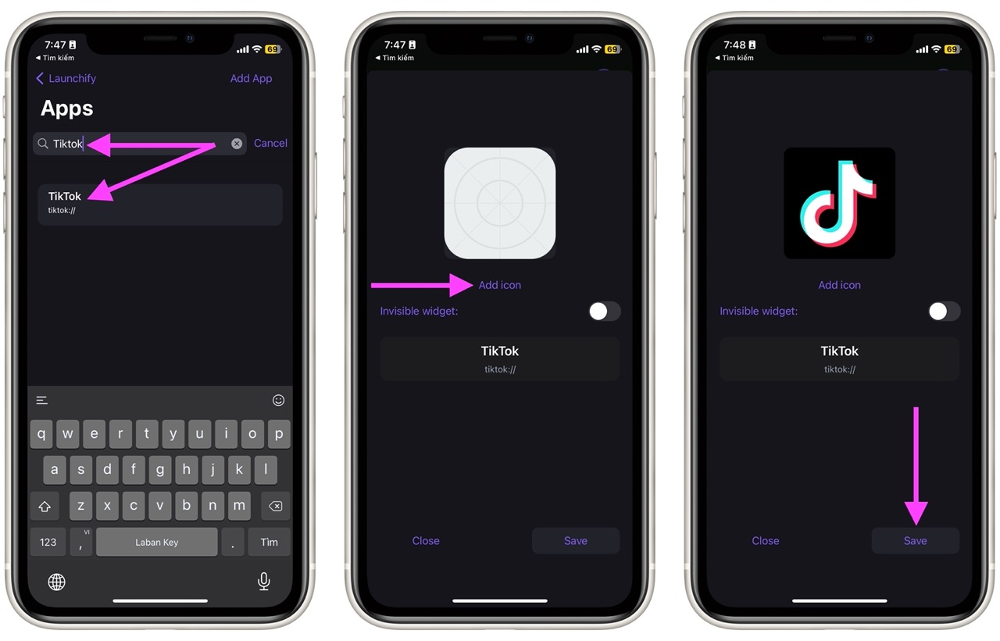 7:47
69
◀ Tìm kiếm
Launchify
Add App
Apps
Tiktok
Cancel
TikTok
tiktok://
q w e r t y u i o p
a s d f g h j k l
z x c v b n m
123
VI
,
Laban Key
.
Tìm
7:47
69
◀ Tìm kiếm
Add icon
Invisible widget:
TikTok
tiktok://
Close
Save
7:48
69
◀ Tìm kiếm
Add icon
Invisible widget:
TikTok
tiktok://
Close
Save